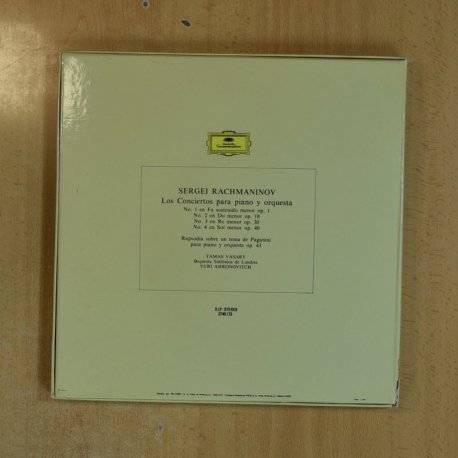 Deutsche
Grammophon
SERGEI RACHMANINOV
Los Conciertos para piano y orquesta
No. 1 en Fa sostenido menor op. 1
No. 2 en Do menor op. 18
No. 3 en Re menor op. 30
No. 4 en Sol menor op. 40
Rapsodia sobre un tema de Paganini
para piano y orquesta op. 43
TAMAS VASARY
Orquesta Sinfónica de Londres
YURI AHRONOVITCH
3 LP STEREO